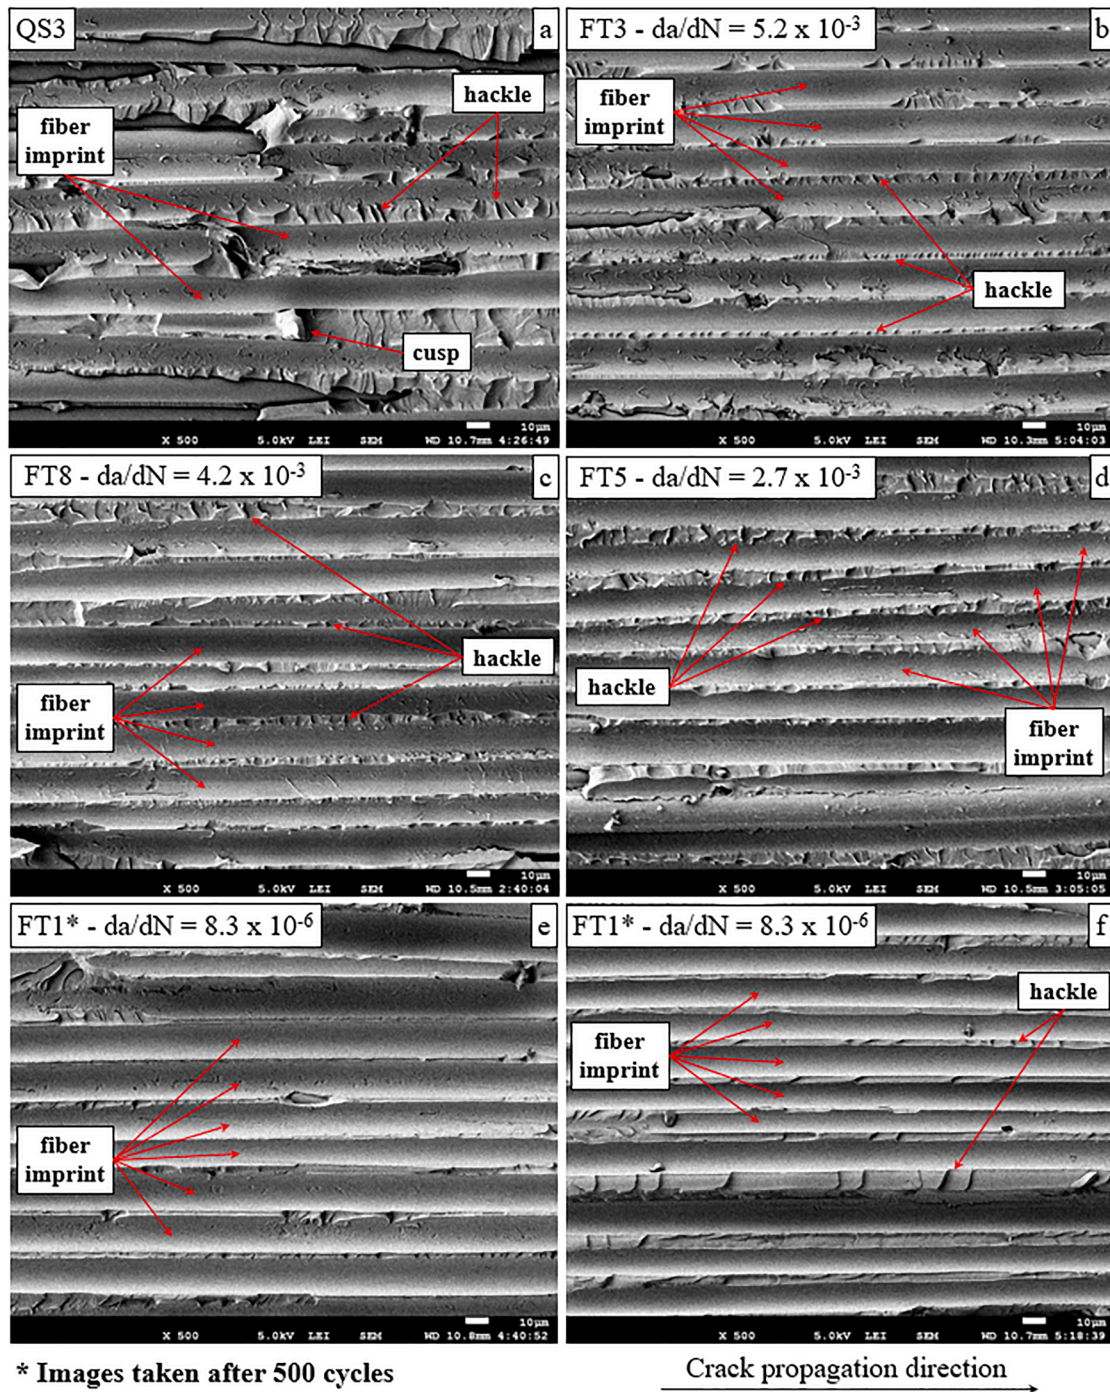 QS3
a
hackle
fiber
imprint
cusp
10μm
X 500 5.0kV LEI SEM WD 10.7mm 4:26:49
FT3 - da/dN = 5.2 x 10⁻³
b
fiber
imprint
hackle
10μm
X 500 5.0kV LEI SEM WD 10.3mm 5:04:03
FT8 - da/dN = 4.2 x 10⁻³
c
hackle
fiber
imprint
10μm
X 500 5.0kV LEI SEM WD 10.5mm 2:40:04
FT5 - da/dN = 2.7 x 10⁻³
d
hackle
fiber
imprint
10μm
X 500 5.0kV LEI SEM WD 10.5mm 3:05:05
FT1* - da/dN = 8.3 x 10⁻⁶
e
fiber
imprint
10μm
X 500 5.0kV LEI SEM WD 10.8mm 4:40:52
FT1* - da/dN = 8.3 x 10⁻⁶
f
hackle
fiber
imprint
10μm
X 500 5.0kV LEI SEM WD 10.7mm 5:18:39
* Images taken after 500 cycles
Crack propagation direction